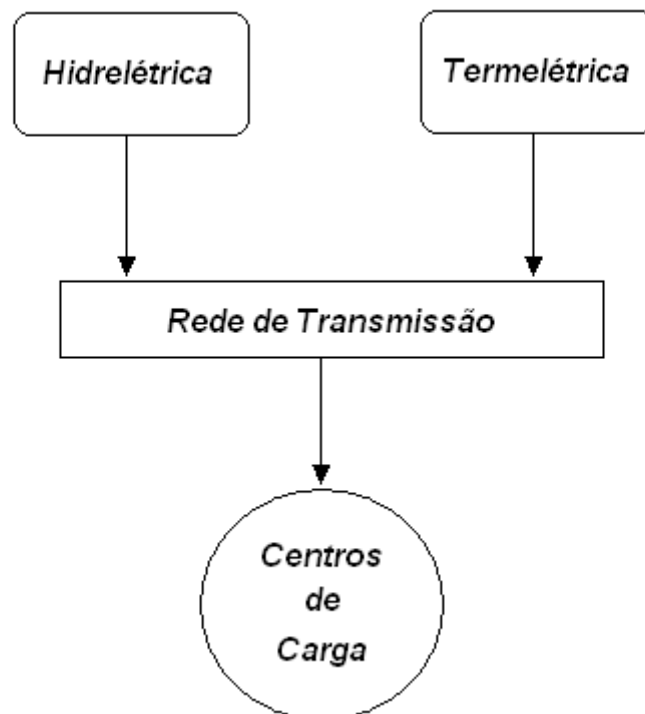 Hidrelétrica
Termelétrica
Rede de Transmissão
Centros
de
Carga